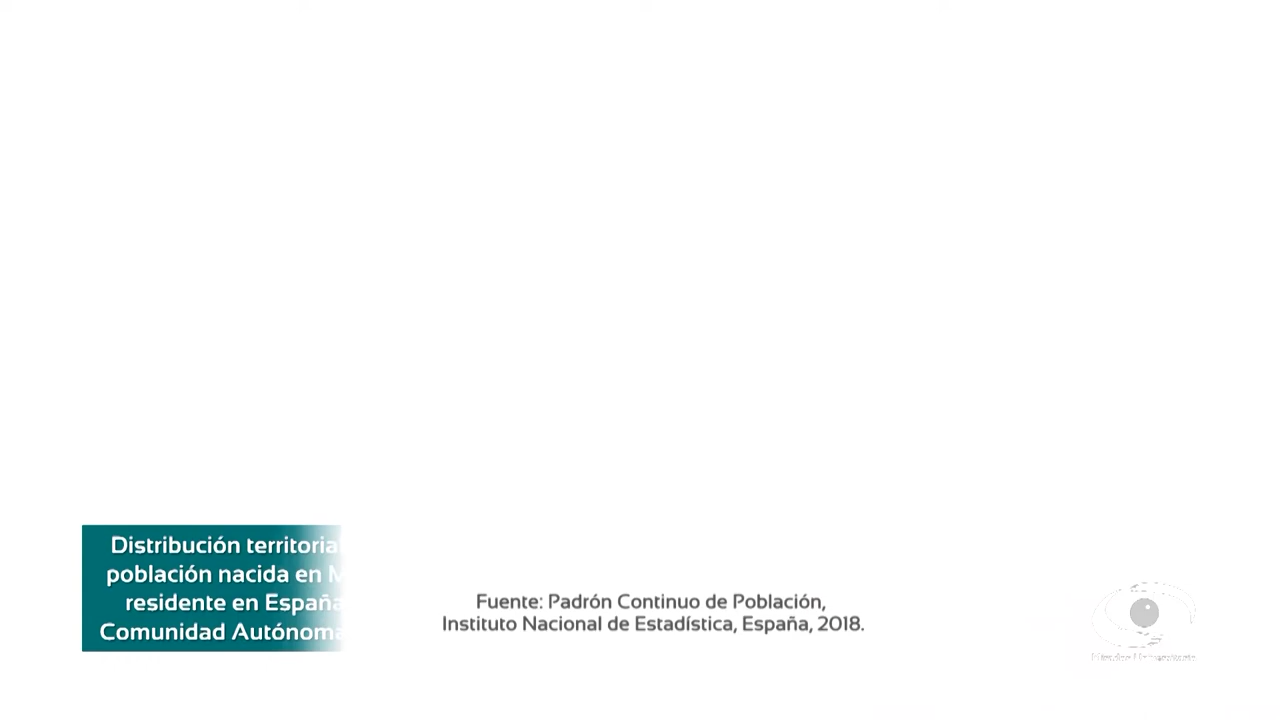 Distribución territorial
población nacida en M
residente en España
Comunidad Autónoma
Fuente: Padrón Continuo de Población,
Instituto Nacional de Estadística, España, 2018.